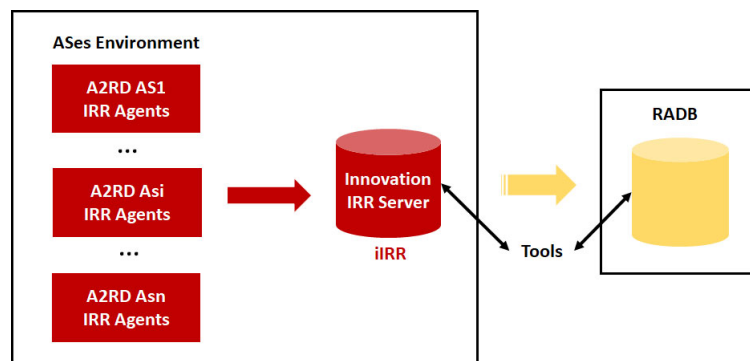 ASes Environment
A2RD AS1
IRR Agents
...
A2RD Asi
IRR Agents
...
A2RD Asn
IRR Agents
Innovation
IRR Server
iIRR
Tools
RADB